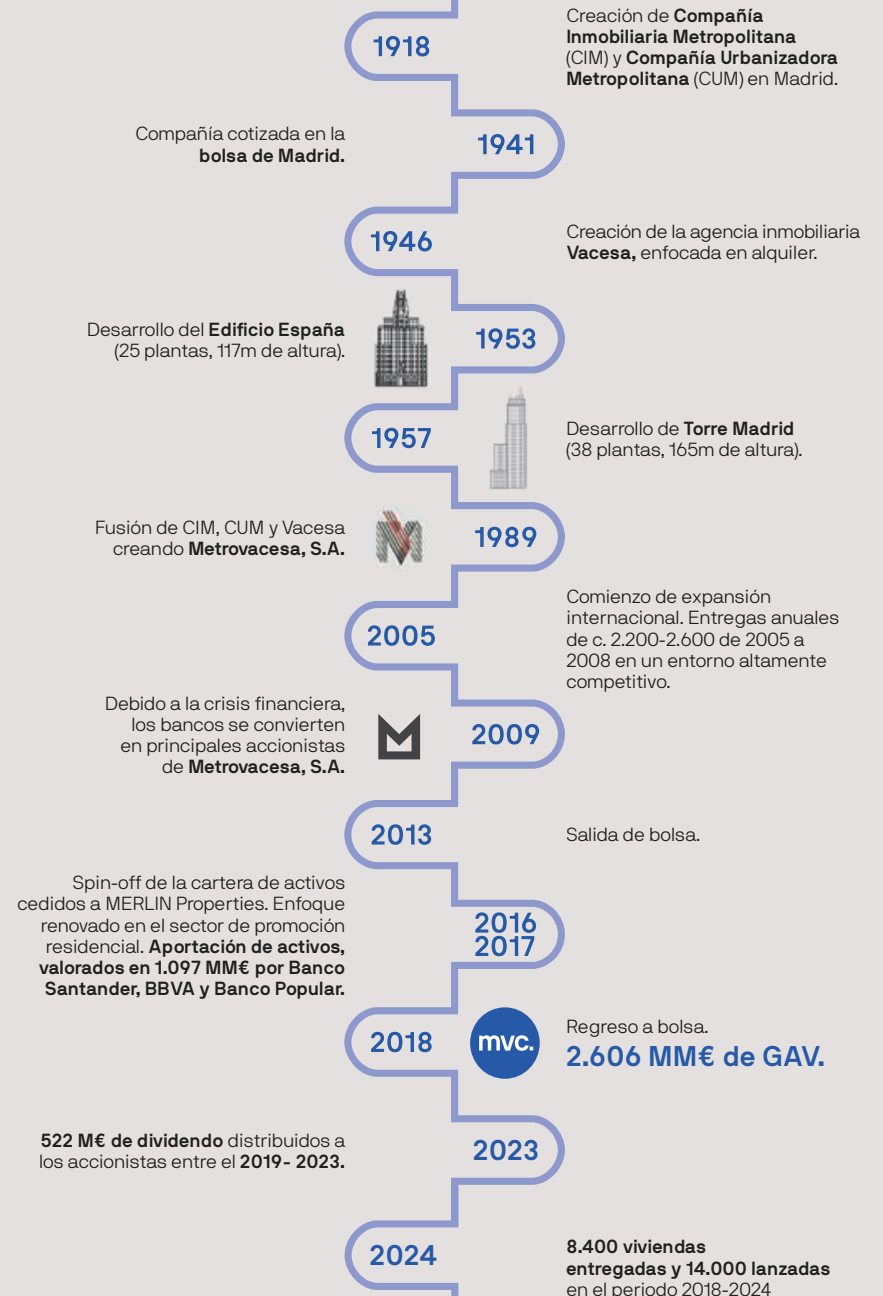 1918
Creación de Compañía
Inmobiliaria Metropolitana
(CIM) y Compañía Urbanizadora
Metropolitana (CUM) en Madrid.
Compañía cotizada en la
bolsa de Madrid.
1941
1946
Creación de la agencia inmobiliaria
Vacesa, enfocada en alquiler.
Desarrollo del Edificio España
(25 plantas, 117m de altura).
1953
1957
Desarrollo de Torre Madrid
(38 plantas, 165m de altura).
Fusión de CIM, CUM y Vacesa
creando Metrovacesa, S.A.
1989
2005
Comienzo de expansión
internacional. Entregas anuales
de c. 2.200-2.600 de 2005 a
2008 en un entorno altamente
competitivo.
Debido a la crisis financiera,
los bancos se convierten
en principales accionistas
de Metrovacesa, S.A.
2009
2013
Salida de bolsa.
Spin-off de la cartera de activos
cedidos a MERLIN Properties. Enfoque
renovado en el sector de promoción
residencial. Aportación de activos,
valorados en 1.097 MM€ por Banco
Santander, BBVA y Banco Popular.
2016
2017
2018
mvc.
Regreso a bolsa.
2.606 MM€ de GAV.
522 M€ de dividendo distribuidos a
los accionistas entre el 2019- 2023.
2023
2024
8.400 viviendas
entregadas y 14.000 lanzadas
en el periodo 2018-2024